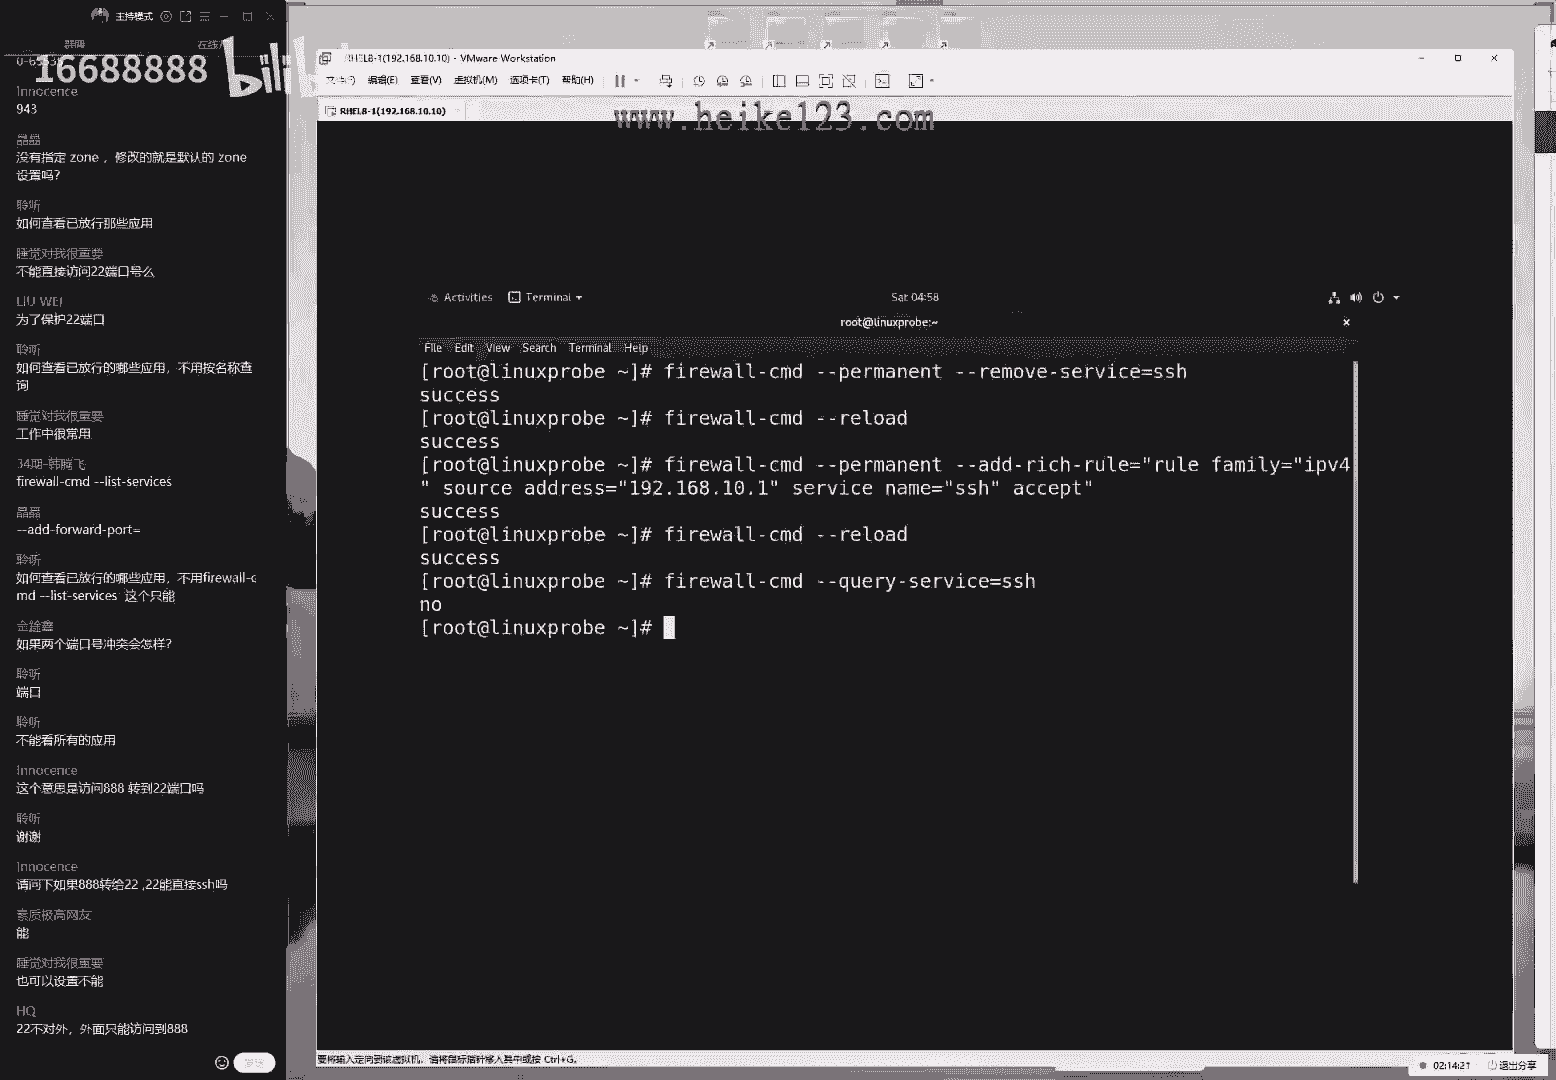 主持模式
16688888
bilib
Innocence
943
晶晶
没有指定 zone ，修改的就是默认的 zone
设置吗？
聆听
如何查看已放行那些应用
睡觉对我很重要
不能直接访问22端口号么
LIU WEI
为了保护22端口
聆听
如何查看已放行的哪些应用，不用按名称查
询
睡觉对我很重要
工作中很常用
34期-韩腾飞
firewall-cmd --list-services
晶晶
--add-forward-port=
聆听
如何查看已放行的哪些应用，不用firewall-c
md --list-services  这个只能
如果两个端口号冲突会怎样？
聆听
端口
聆听
不能看所有的应用
Innocence
这个意思是访问888 转到22端口吗
聆听
谢谢
Innocence
请问下如果888转给22 ,22能直接ssh吗
素质极高网友
能
睡觉对我很重要
也可以设置不能
HQ
22不对外，外面只能访问到888
RHEL8-1(192.168.10.10) - VMware Workstation
编辑(E) 查看(V) 虚拟机(M) 选项卡(T) 帮助(H)
RHEL8-1(192.168.10.10)
www.heike123.com
Activities Terminal Sat 04:58
root@linuxprobe:~
File Edit View Search Terminal Help
[root@linuxprobe ~]# firewall-cmd --permanent --remove-service=ssh
success
[root@linuxprobe ~]# firewall-cmd --reload
success
[root@linuxprobe ~]# firewall-cmd --permanent --add-rich-rule="rule family="ipv4
" source address="192.168.10.1" service name="ssh" accept"
success
[root@linuxprobe ~]# firewall-cmd --reload
success
[root@linuxprobe ~]# firewall-cmd --query-service=ssh
no
[root@linuxprobe ~]#
要将输入定向到该虚拟机，请将鼠标指针移入其中或按 Ctrl+G。
02:14:21 退出分享